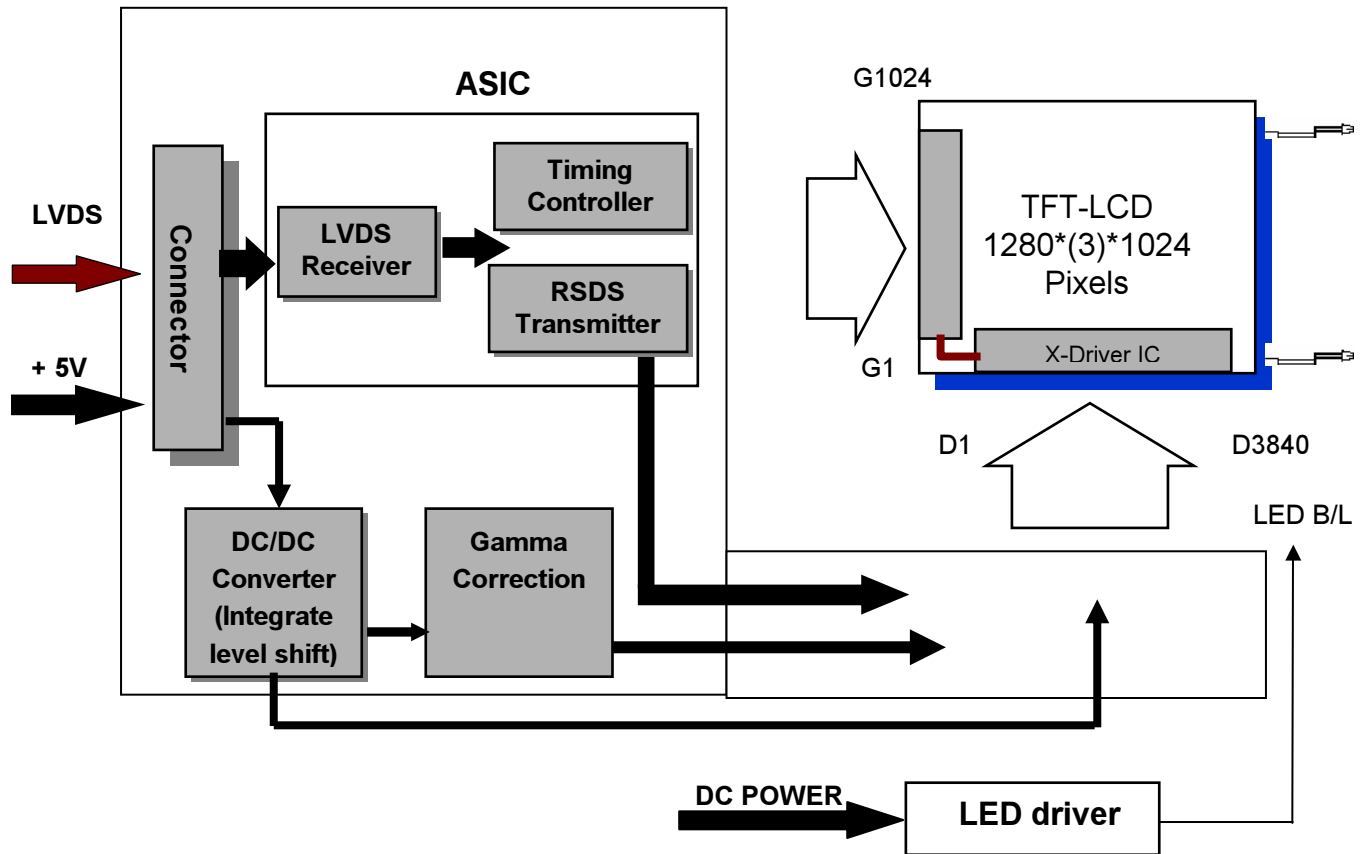 ASIC
G1024
Timing
Controller
LVDS
Connector
LVDS
Receiver
TFT-LCD
1280*(3)*1024
Pixels
RSDS
Transmitter
X-Driver IC
+ 5V
G1
D1
D3840
LED B/L
DC/DC
Converter
(Integrate
level shift)
Gamma
Correction
DC POWER
LED driver